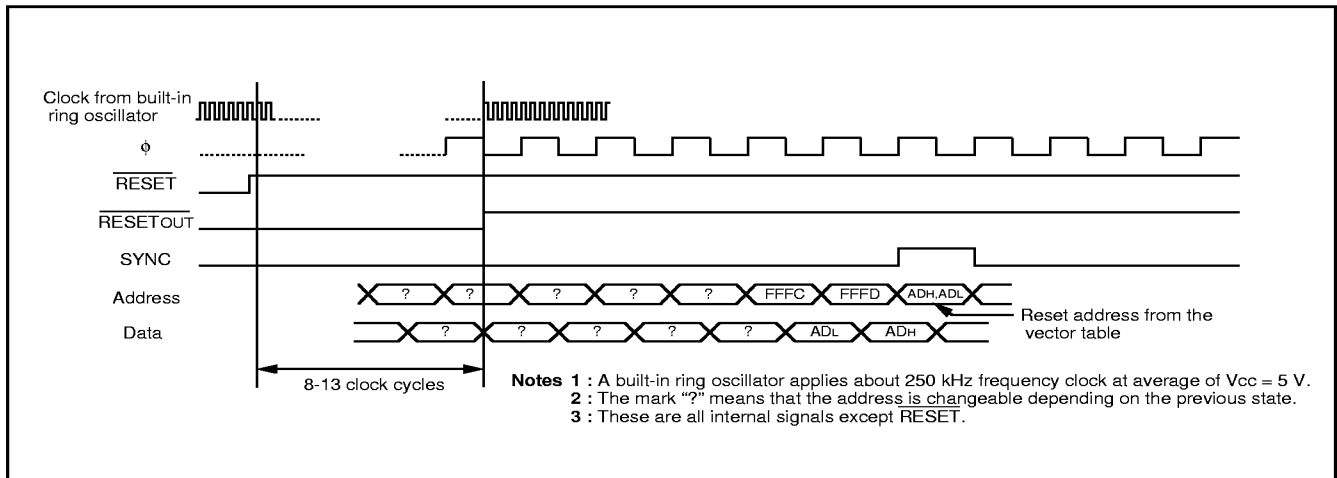 Clock from built-in
ring oscillator
ϕ
RESET
RESETOUT
SYNC
Address
? ? ? ? ? FFFC FFFD ADH,ADL
Reset address from the
vector table
Data
? ? ? ? ? ADL ADH
8-13 clock cycles
Notes 1 : A built-in ring oscillator applies about 250 kHz frequency clock at average of Vcc = 5 V.
2 : The mark “?” means that the address is changeable depending on the previous state.
3 : These are all internal signals except RESET.